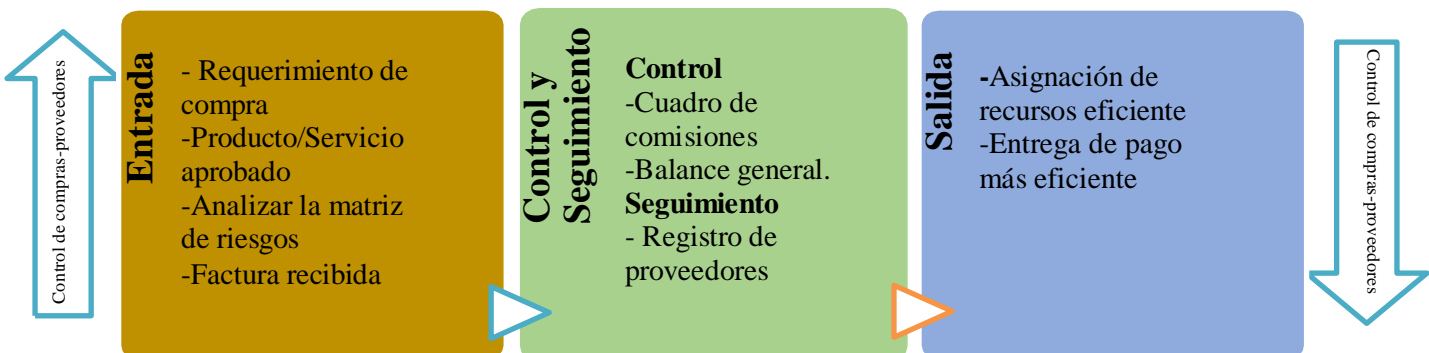 Control de compras-proveedores
Entrada
- Requerimiento de
compra
-Producto/Servicio
aprobado
-Analizar la matriz
de riesgos
-Factura recibida
Control y
Seguimiento
Control
-Cuadro de
comisiones
-Balance general.
Seguimiento
- Registro de
proveedores
Salida
-Asignación de
recursos eficiente
-Entrega de pago
más eficiente
Control de compras-proveedores